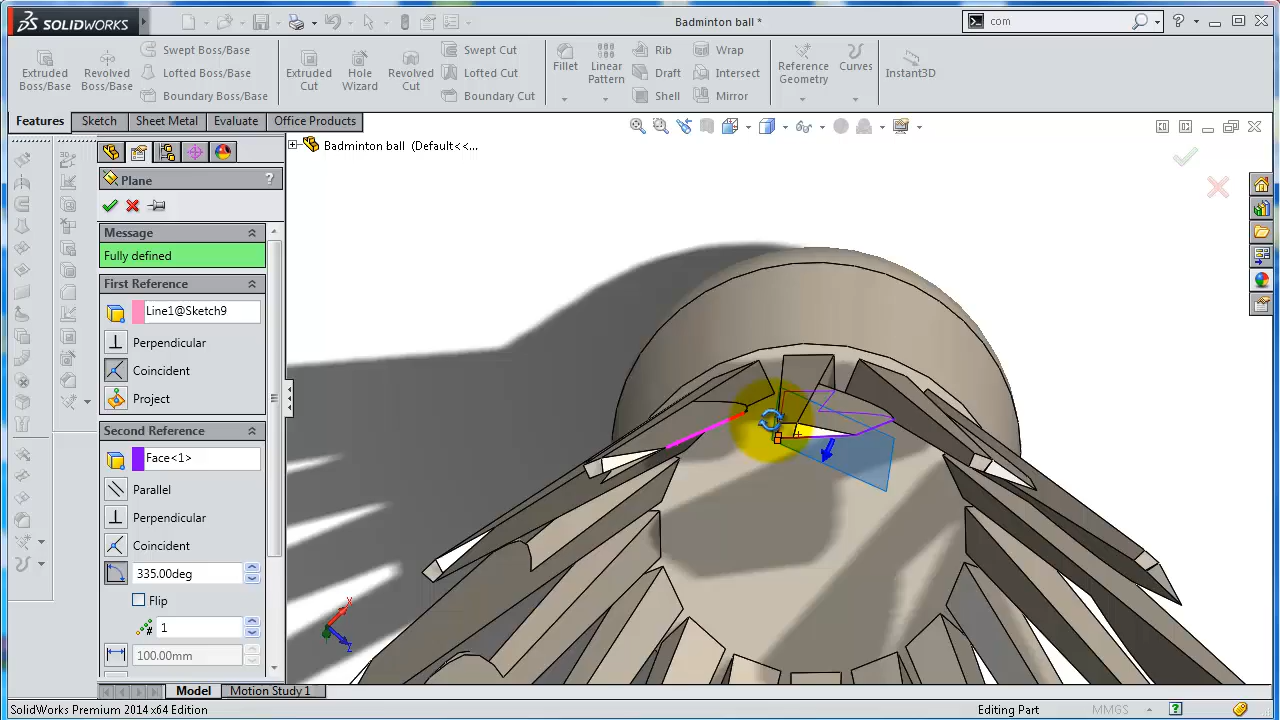 SOLIDWORKS
Badminton ball *
com
Extruded Boss/Base
Revolved Boss/Base
Swept Boss/Base
Lofted Boss/Base
Boundary Boss/Base
Extruded Cut
Hole Wizard
Revolved Cut
Swept Cut
Lofted Cut
Boundary Cut
Fillet
Linear Pattern
Rib
Draft
Shell
Wrap
Intersect
Mirror
Reference Geometry
Curves
Instant3D
Features
Sketch
Sheet Metal
Evaluate
Office Products
Badminton ball (Default<<...
Plane
?
Message
Fully defined
First Reference
Line1@Sketch9
Perpendicular
Coincident
Project
Second Reference
Face<1>
Parallel
Perpendicular
Coincident
335.00deg
Flip
1
100.00mm
Model
Motion Study 1
SolidWorks Premium 2014 x64 Edition
Editing Part
MMGS